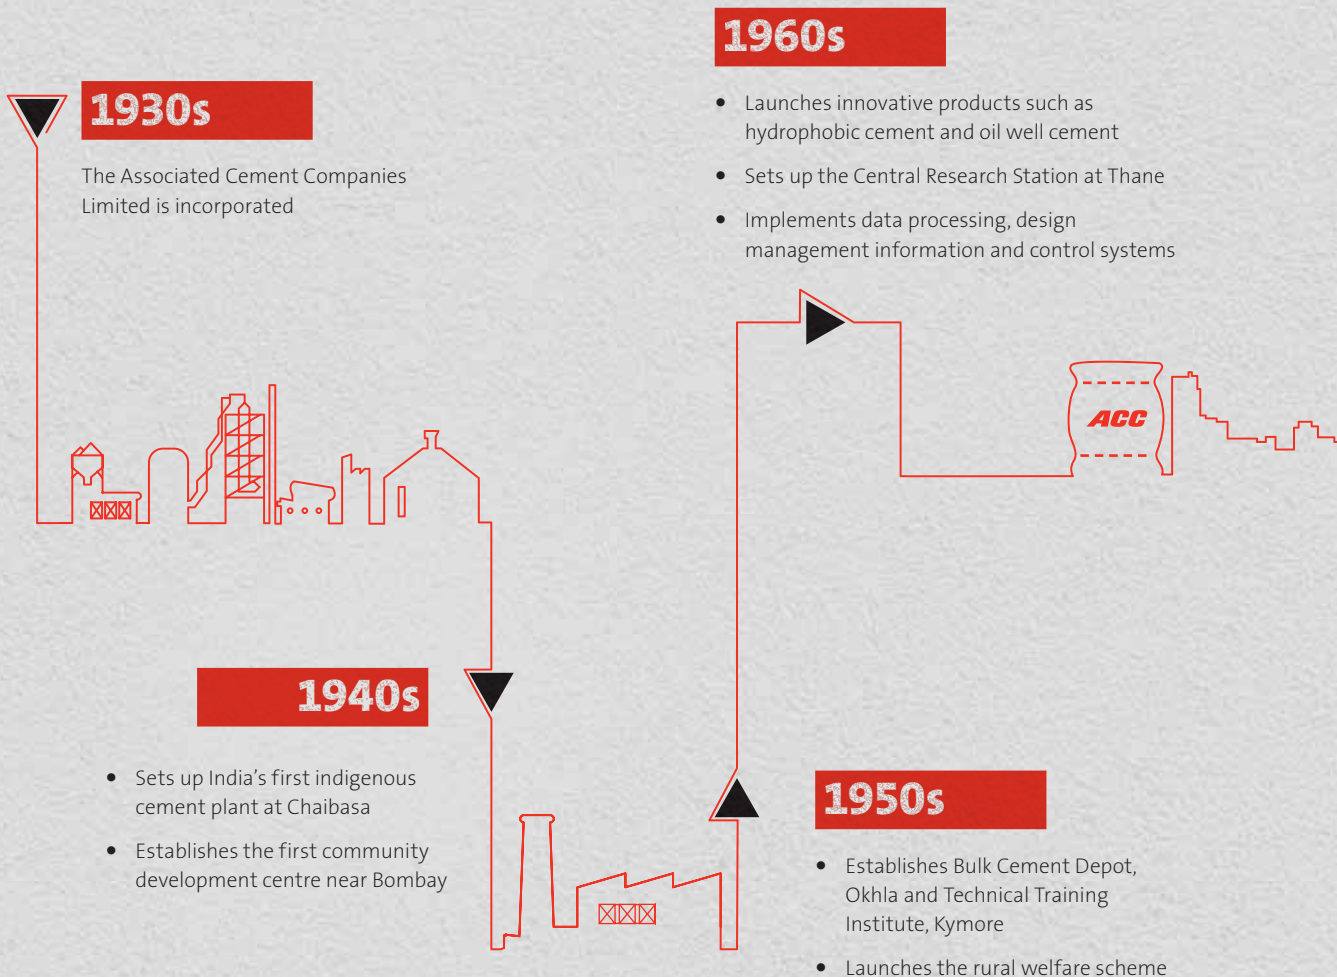 1930s
The Associated Cement Companies
Limited is incorporated
1940s
• Sets up India’s first indigenous
cement plant at Chaibasa
• Establishes the first community
development centre near Bombay
1950s
• Establishes Bulk Cement Depot,
Okhla and Technical Training
Institute, Kymore
• Launches the rural welfare scheme
1960s
• Launches innovative products such as
hydrophobic cement and oil well cement
• Sets up the Central Research Station at Thane
• Implements data processing, design
management information and control systems
ACC